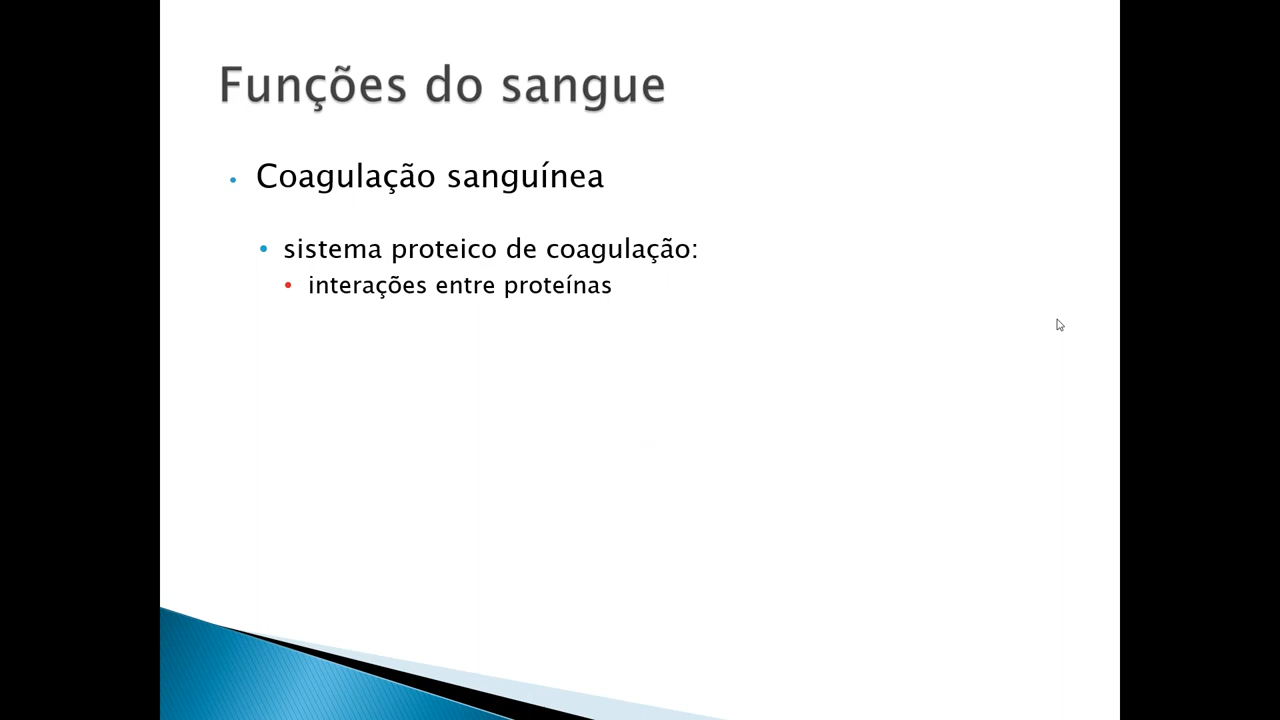 Funções do sangue
• Coagulação sanguínea
• sistema proteico de coagulação:
• interações entre proteínas